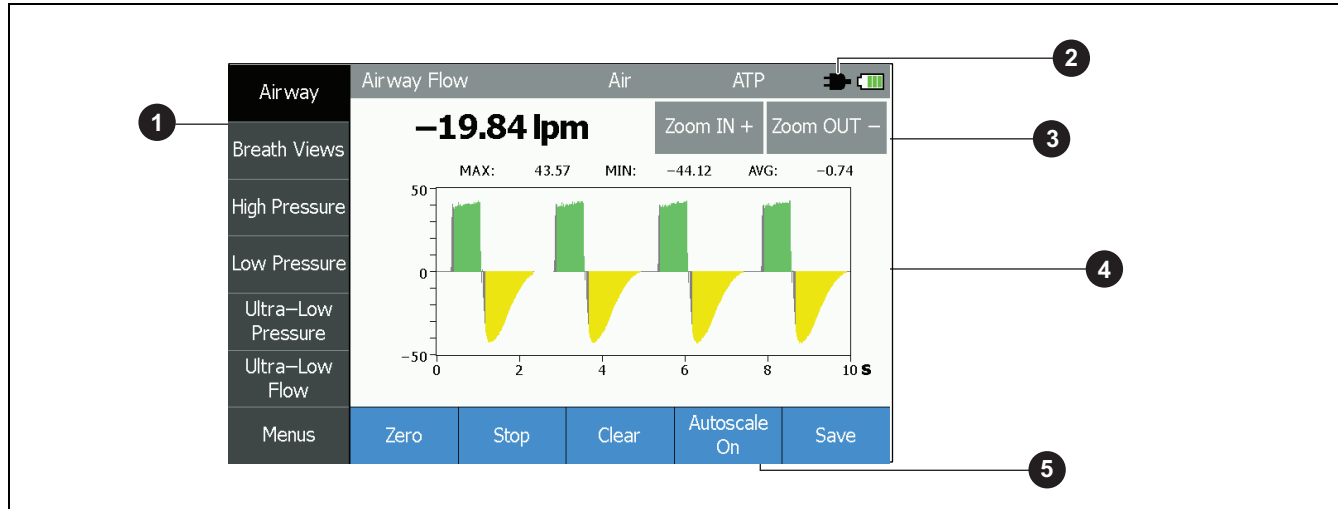 Airway
Breath Views
High Pressure
Low Pressure
Ultra−Low
Pressure
Ultra−Low
Flow
Menus
Airway Flow Air ATP
−19.84 lpm
Zoom IN + Zoom OUT −
MAX: 43.57 MIN: −44.12 AVG: −0.74
50
0
−50
0 2 4 6 8 10 S
Zero Stop Clear Autoscale On Save
1
2
3
4
5